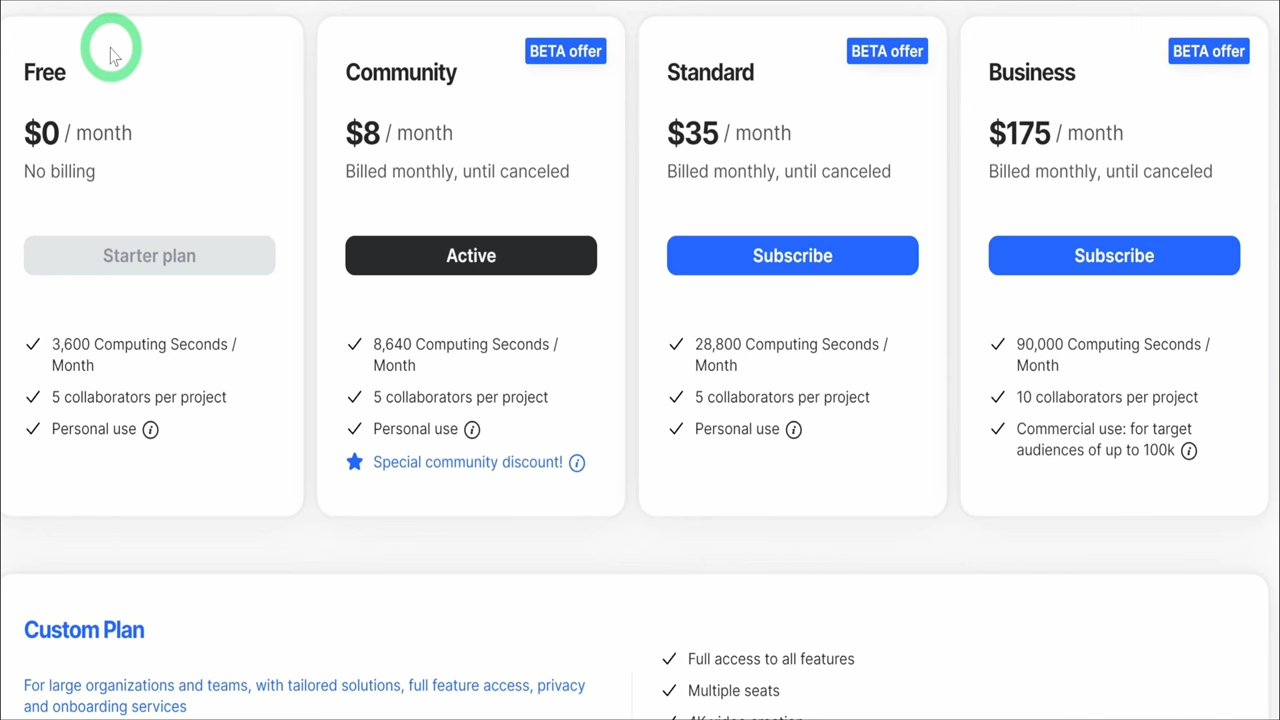 Free
$0 / month
No billing
Starter plan
3,600 Computing Seconds /
Month
5 collaborators per project
Personal use
BETA offer
Community
$8 / month
Billed monthly, until canceled
Active
8,640 Computing Seconds /
Month
5 collaborators per project
Personal use
Special community discount!
BETA offer
Standard
$35 / month
Billed monthly, until canceled
Subscribe
28,800 Computing Seconds /
Month
5 collaborators per project
Personal use
BETA offer
Business
$175 / month
Billed monthly, until canceled
Subscribe
90,000 Computing Seconds /
Month
10 collaborators per project
Commercial use: for target
audiences of up to 100k
Custom Plan
For large organizations and teams, with tailored solutions, full feature access, privacy
and onboarding services
Full access to all features
Multiple seats
4K video creation